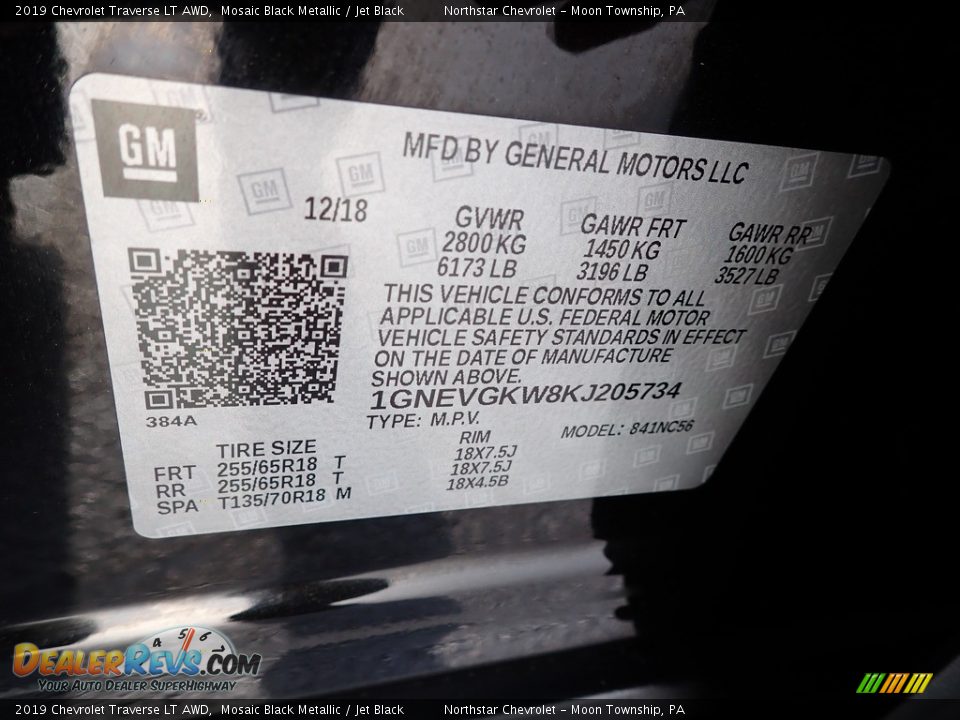 2019 Chevrolet Traverse LT AWD, Mosaic Black Metallic / Jet Black Northstar Chevrolet – Moon Township, PA
GM
MFD BY GENERAL MOTORS LLC
12/18
GVWR GAWR FRT GAWR RR
2800 KG 1450 KG 1600 KG
6173 LB 3196 LB 3527 LB
THIS VEHICLE CONFORMS TO ALL
APPLICABLE U.S. FEDERAL MOTOR
VEHICLE SAFETY STANDARDS IN EFFECT
ON THE DATE OF MANUFACTURE
SHOWN ABOVE.
1GNEVGKW8KJ205734
384A
TYPE: M.P.V. MODEL: 841NC56
TIRE SIZE RIM
FRT 255/65R18 T 18X7.5J
RR 255/65R18 T 18X7.5J
SPA T135/70R18 M 18X4.5B
4 5 6
DEALERREVS.COM
YOUR AUTO DEALER SUPERHIGHWAY
2019 Chevrolet Traverse LT AWD, Mosaic Black Metallic / Jet Black Northstar Chevrolet – Moon Township, PA